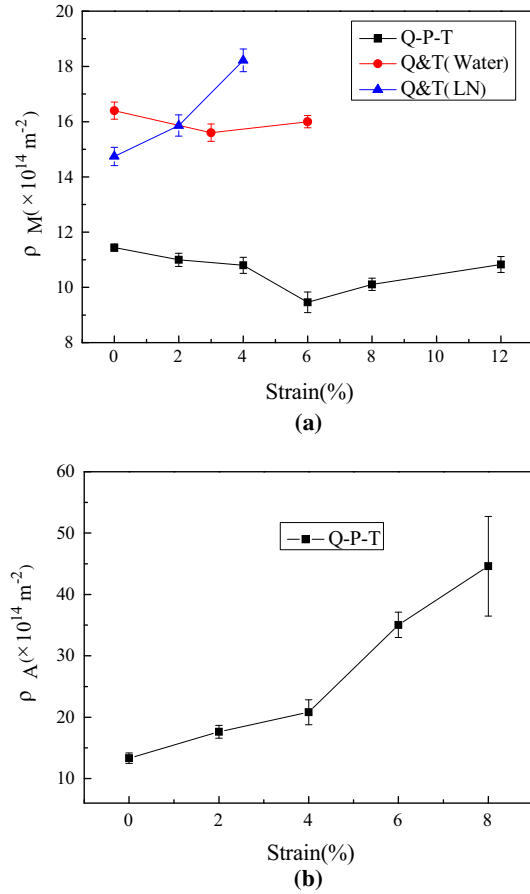 20
18
16
14
12
10
8
ρ M(×10^14 m^-2)
Q-P-T
Q&T( Water)
Q&T( LN)
0 2 4 6 8 10 12
Strain(%)
(a)
60
50
40
30
20
10
ρ A(×10^14 m^-2)
Q-P-T
0 2 4 6 8
Strain(%)
(b)